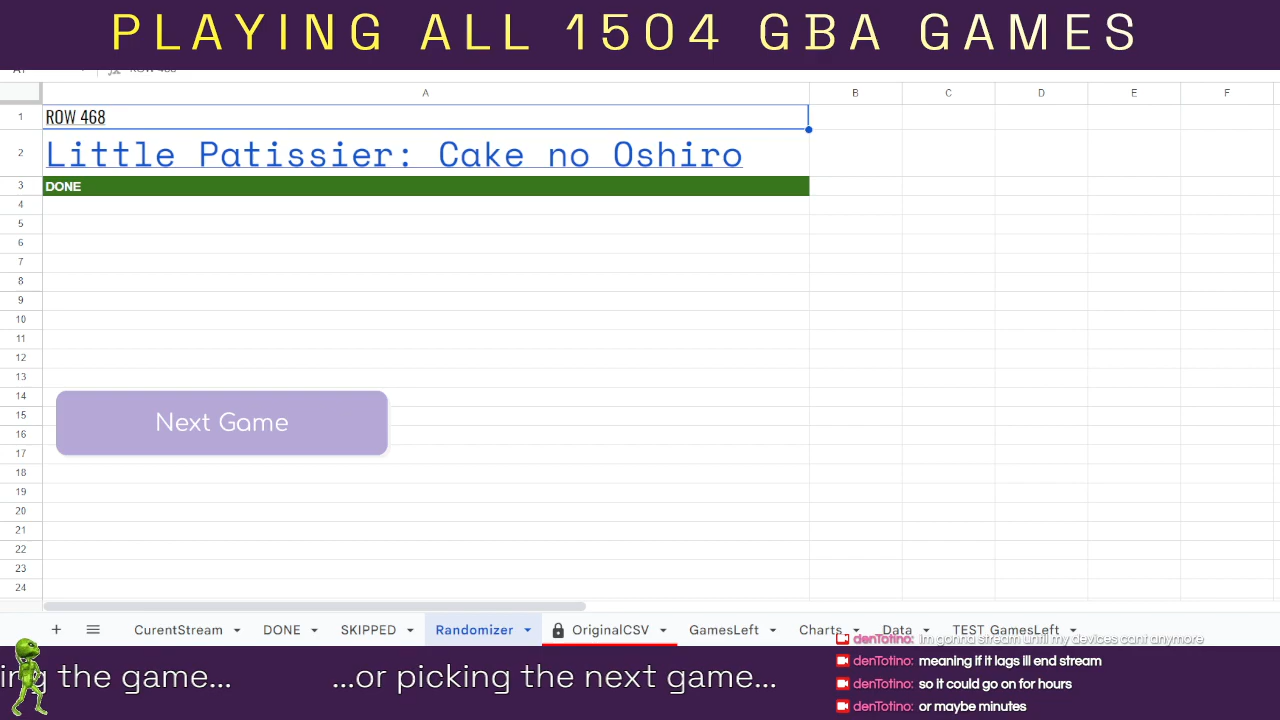 PLAYING ALL 1504 GBA GAMES
A B C D E F
1 ROW 468
2 Little Patissier: Cake no Oshiro
3 DONE
4
5
6
7
8
9
10
11
12
13
14
15
16
17
18
19
20
21
22
23
24
Next Game
+ CurentStream DONE SKIPPED Randomizer OriginalCSV GamesLeft Charts Data TEST GamesLeft
denTotino: im gonna stream until my devices cant anymore
denTotino: meaning if it lags ill end stream
denTotino: so it could go on for hours
denTotino: or maybe minutes
ing the game... ...or picking the next game...